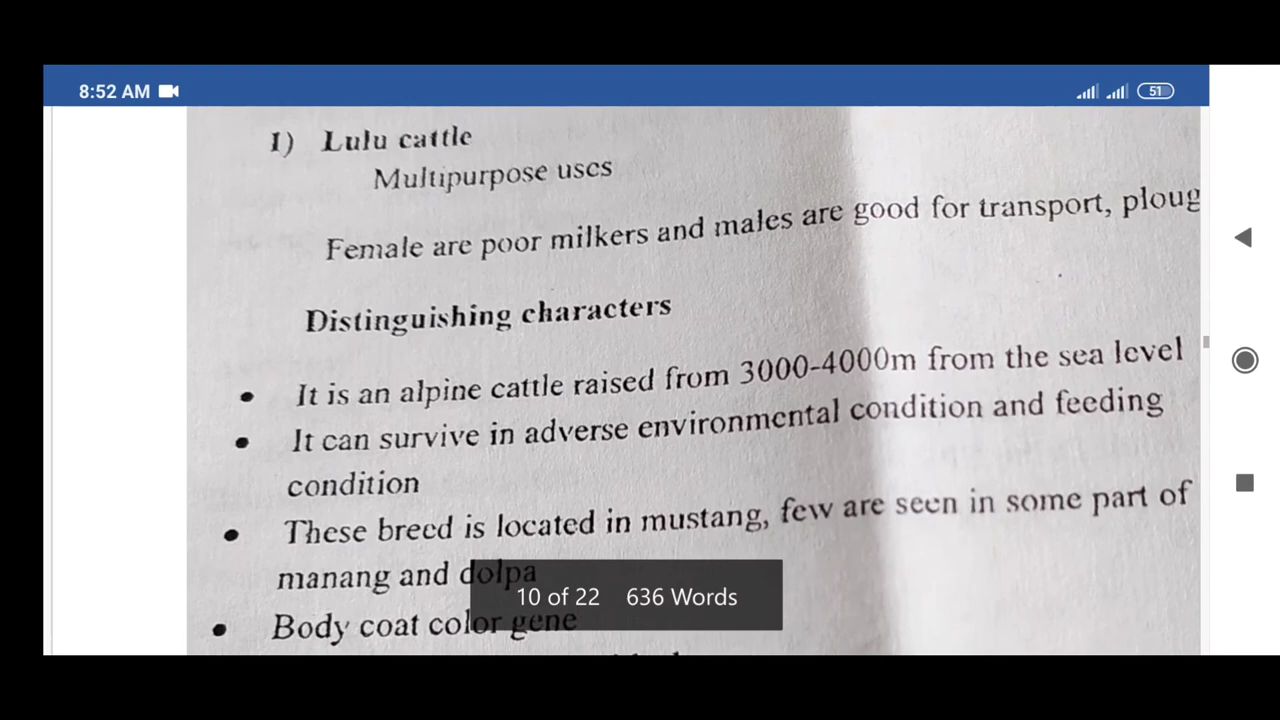 8:52 AM
51
1) Lulu cattle
Multipurpose uses
Female are poor milkers and males are good for transport, ploug
Distinguishing characters
• It is an alpine cattle raised from 3000-4000m from the sea level
• It can survive in adverse environmental condition and feeding
condition
• These breed is located in mustang, few are seen in some part of
manang and dolpa
10 of 22 636 Words
• Body coat color gene